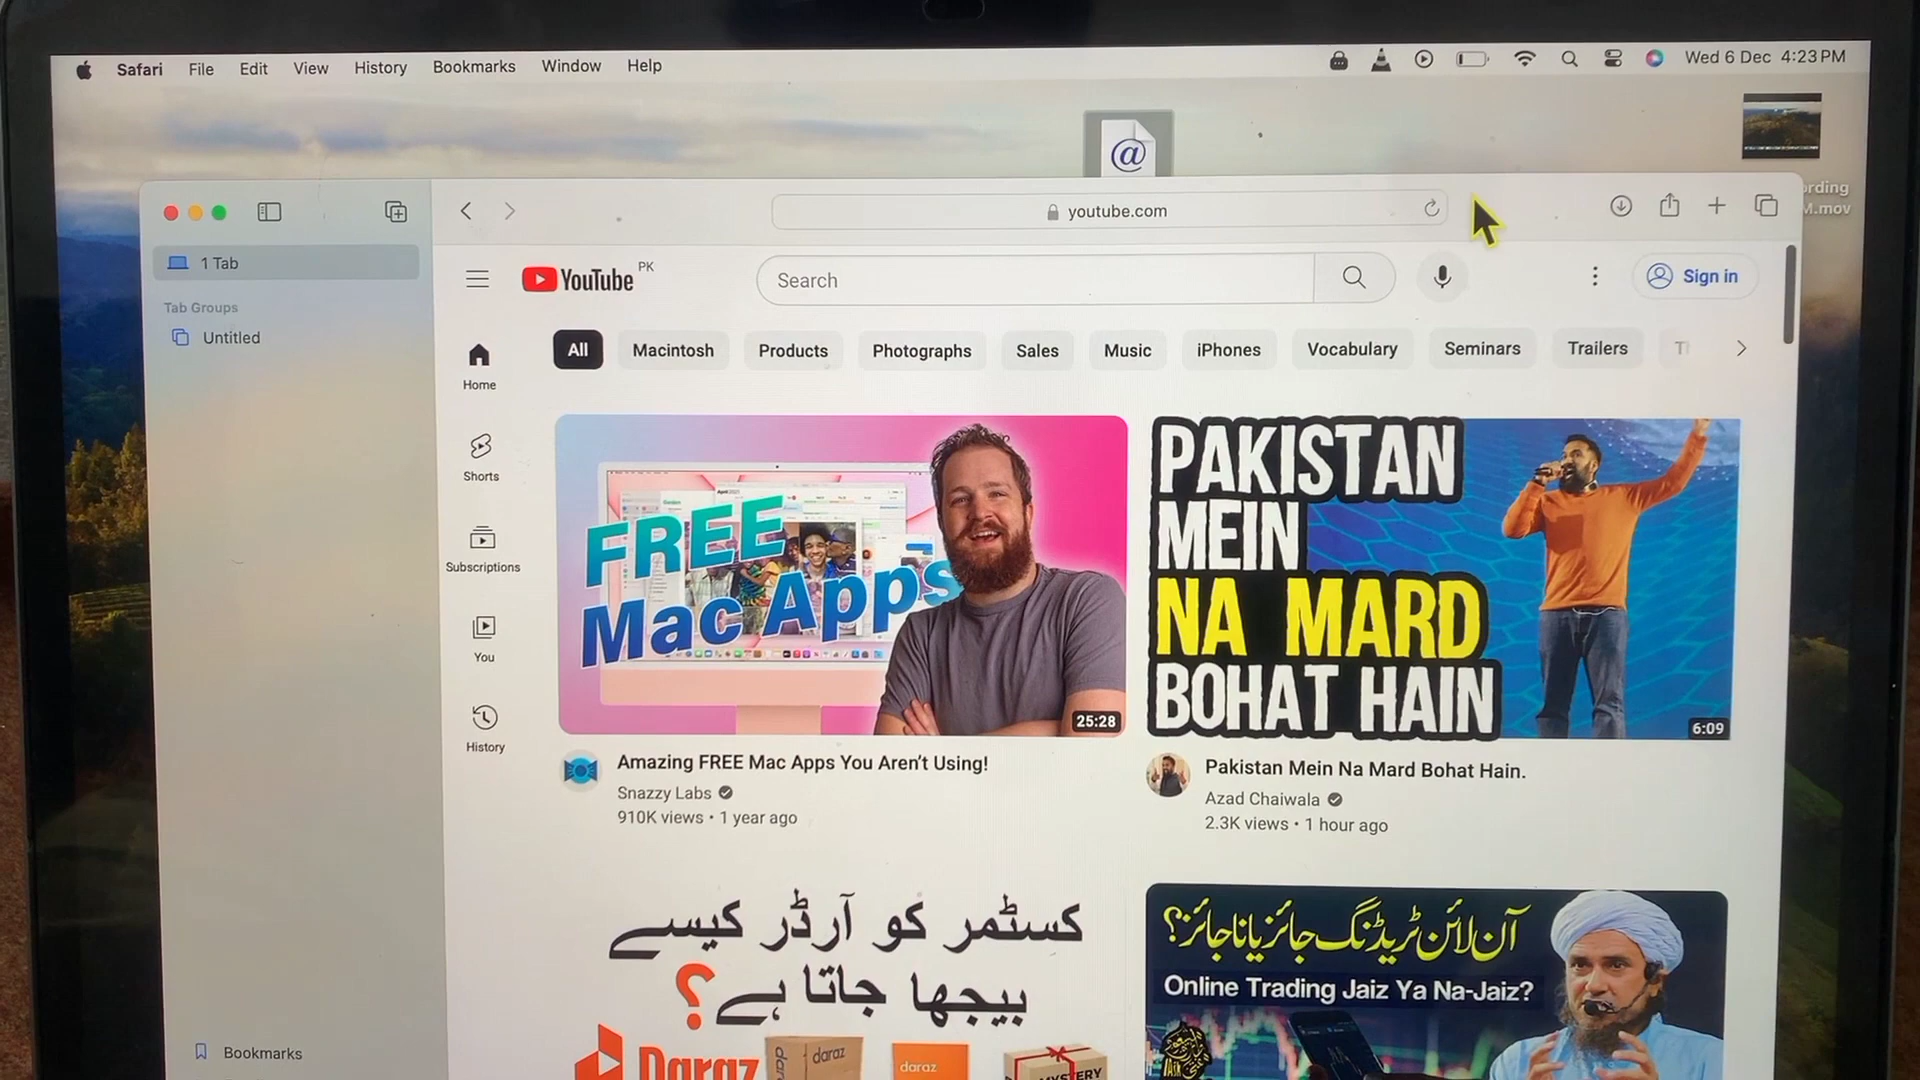 Safari File Edit View History Bookmarks Window Help
Wed 6 Dec 4:23 PM
@
M.mov
youtube.com
1 Tab
Tab Groups
Untitled
Bookmarks
YouTube PK
Search
Sign in
All Macintosh Products Photographs Sales Music iPhones Vocabulary Seminars Trailers
Home
Shorts
Subscriptions
You
History
FREE
Mac Apps
25:28
Amazing FREE Mac Apps You Aren't Using!
Snazzy Labs
910K views • 1 year ago
PAKISTAN
MEIN
NA MARD
BOHAT HAIN
6:09
Pakistan Mein Na Mard Bohat Hain.
Azad Chaiwala
2.3K views • 1 hour ago
کسٹمر کو آرڈر کیسے
بیجھا جاتا ہے؟
Daraz
daraz
daraz
MYSTERY
آن لائن ٹریڈنگ جائز یا ناجائز؟
Online Trading Jaiz Ya Na-Jaiz?